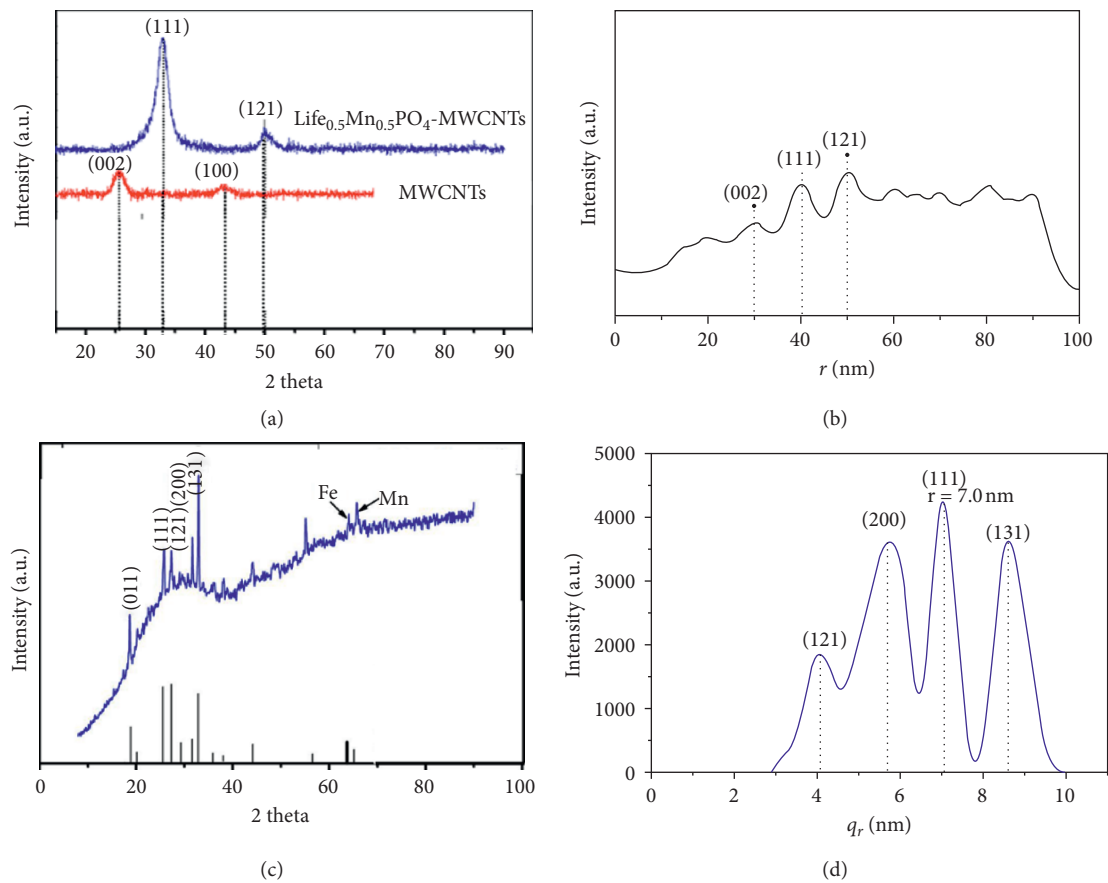 (111)
(121)
Life0.5Mn0.5PO4-MWCNTs
(002)
(100)
MWCNTs
Intensity (a.u.)
20 30 40 50 60 70 80 90
2 theta
(a)
(121)
(111)
(002)
Intensity (a.u.)
0 20 40 60 80 100
r (nm)
(b)
(011)
(111)
(121)
(200)
(131)
Fe
Mn
Intensity (a.u.)
0 20 40 60 80 100
2 theta
(c)
5000
4000
3000
2000
1000
0
(111)
r = 7.0 nm
(200)
(131)
(121)
Intensity (a.u.)
0 2 4 6 8 10
qr (nm)
(d)